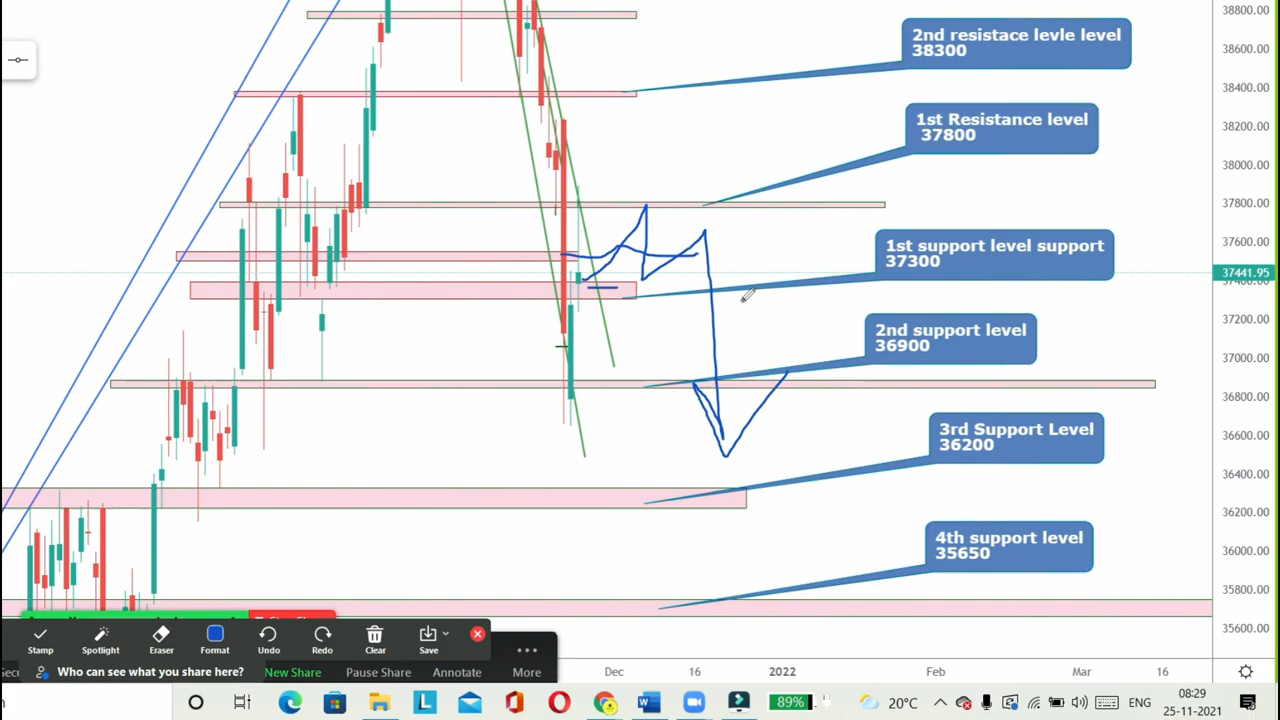 38800.00
2nd resistace levle level
38300
38600.00
38400.00
1st Resistance level
37800
38200.00
38000.00
37800.00
37600.00
1st support level support
37300
37441.95
37400.00
37200.00
2nd support level
36900
37000.00
36800.00
3rd Support Level
36200
36600.00
36400.00
36200.00
4th support level
35650
36000.00
35800.00
35600.00
Stamp Spotlight Eraser Format Undo Redo Clear Save
Who can see what you share here? New Share Pause Share Annotate More
Dec 16 2022 Feb Mar 16
89% 20°C ENG 08:29
25-11-2021